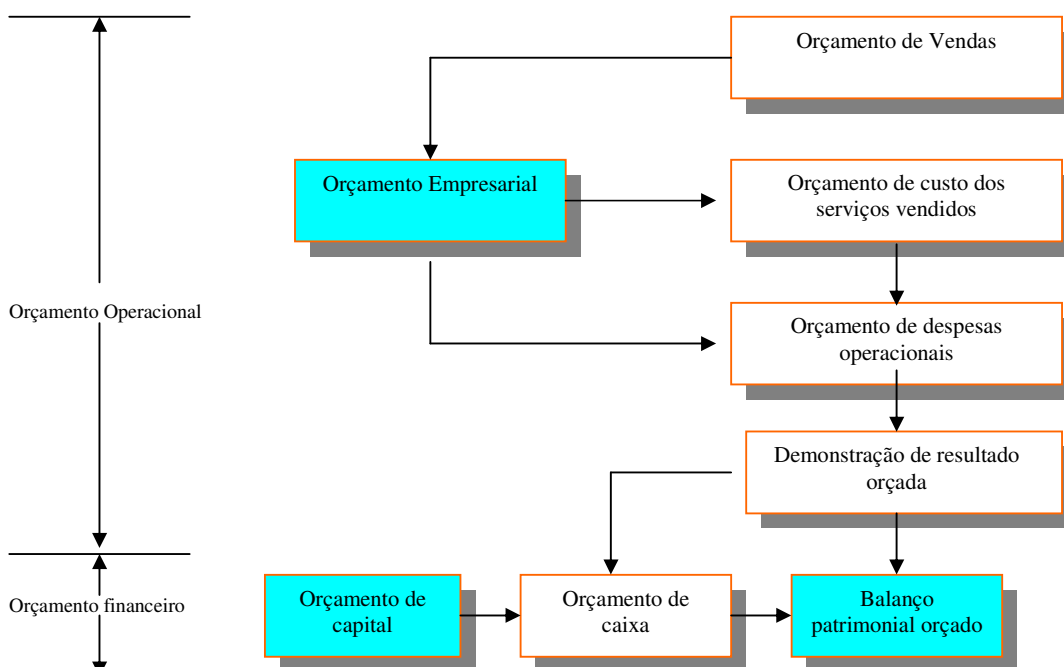 Orçamento de Vendas
Orçamento Empresarial
Orçamento de custo dos
serviços vendidos
Orçamento Operacional
Orçamento de despesas
operacionais
Demonstração de resultado
orçada
Orçamento financeiro
Orçamento de
capital
Orçamento de
caixa
Balanço
patrimonial orçado